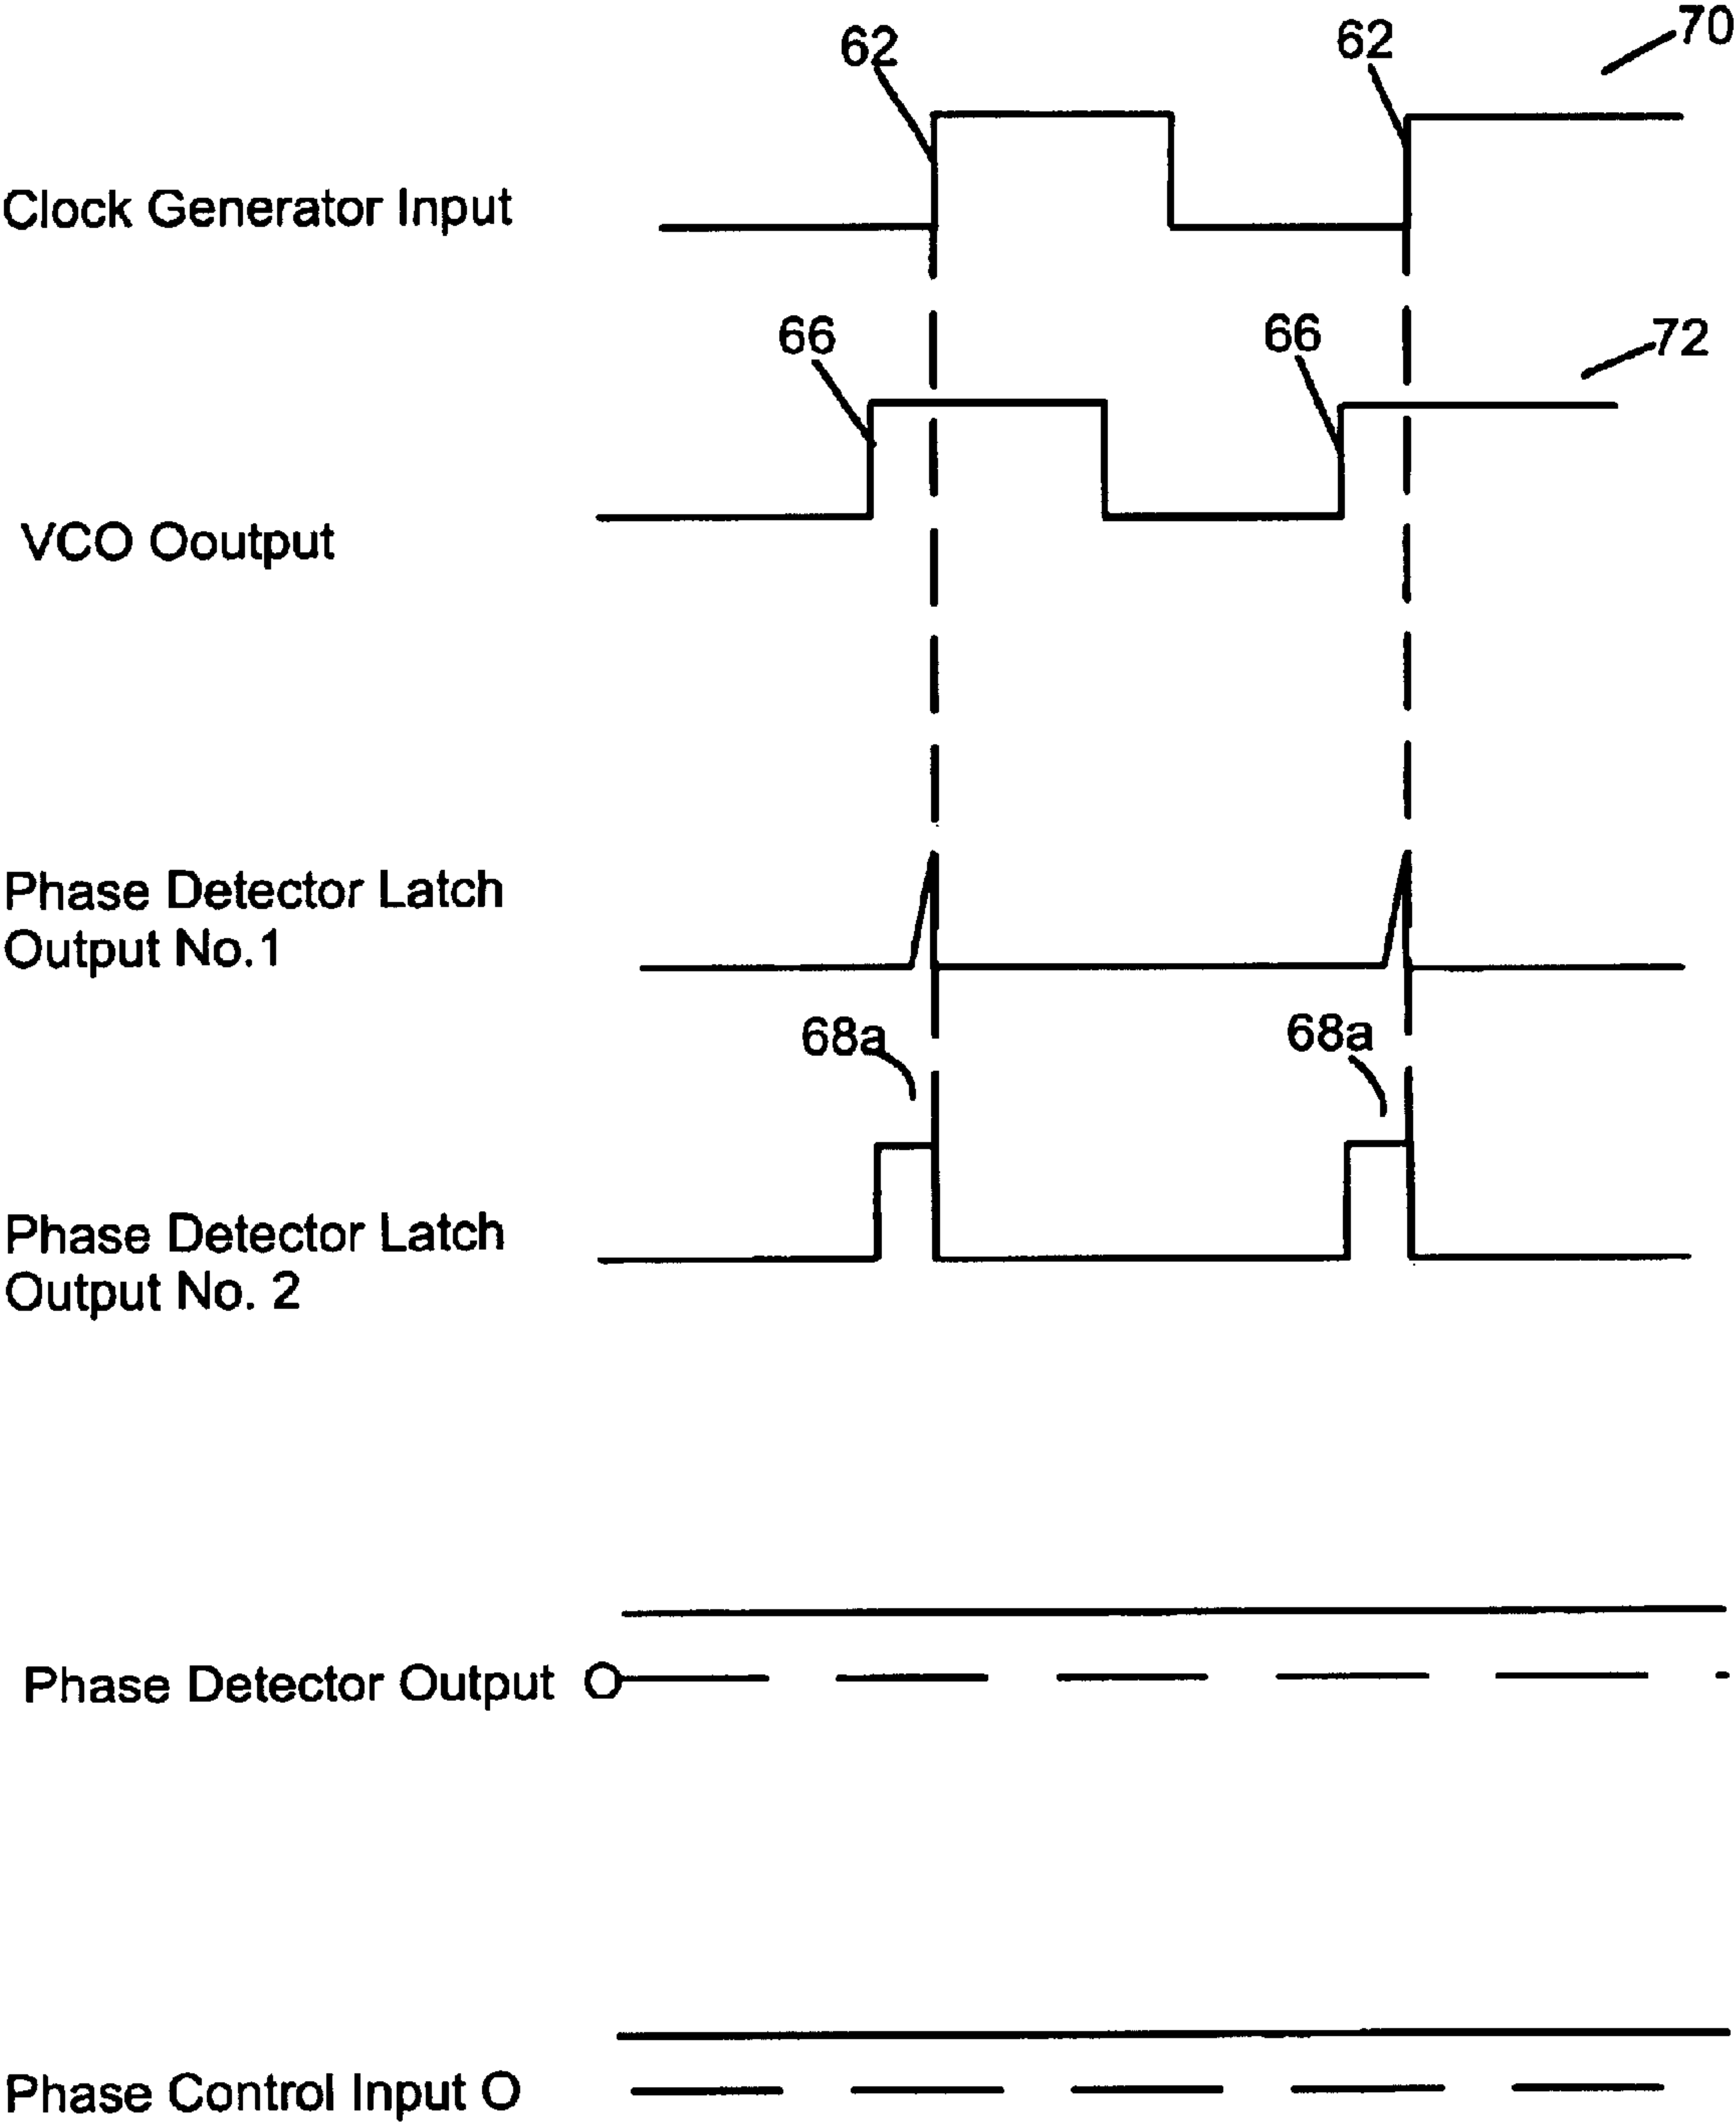 62
62
70
Clock Generator Input
66
66
72
VCO Ooutput
Phase Detector Latch
Output No.1
68a
68a
Phase Detector Latch
Output No. 2
Phase Detector Output O
Phase Control Input O